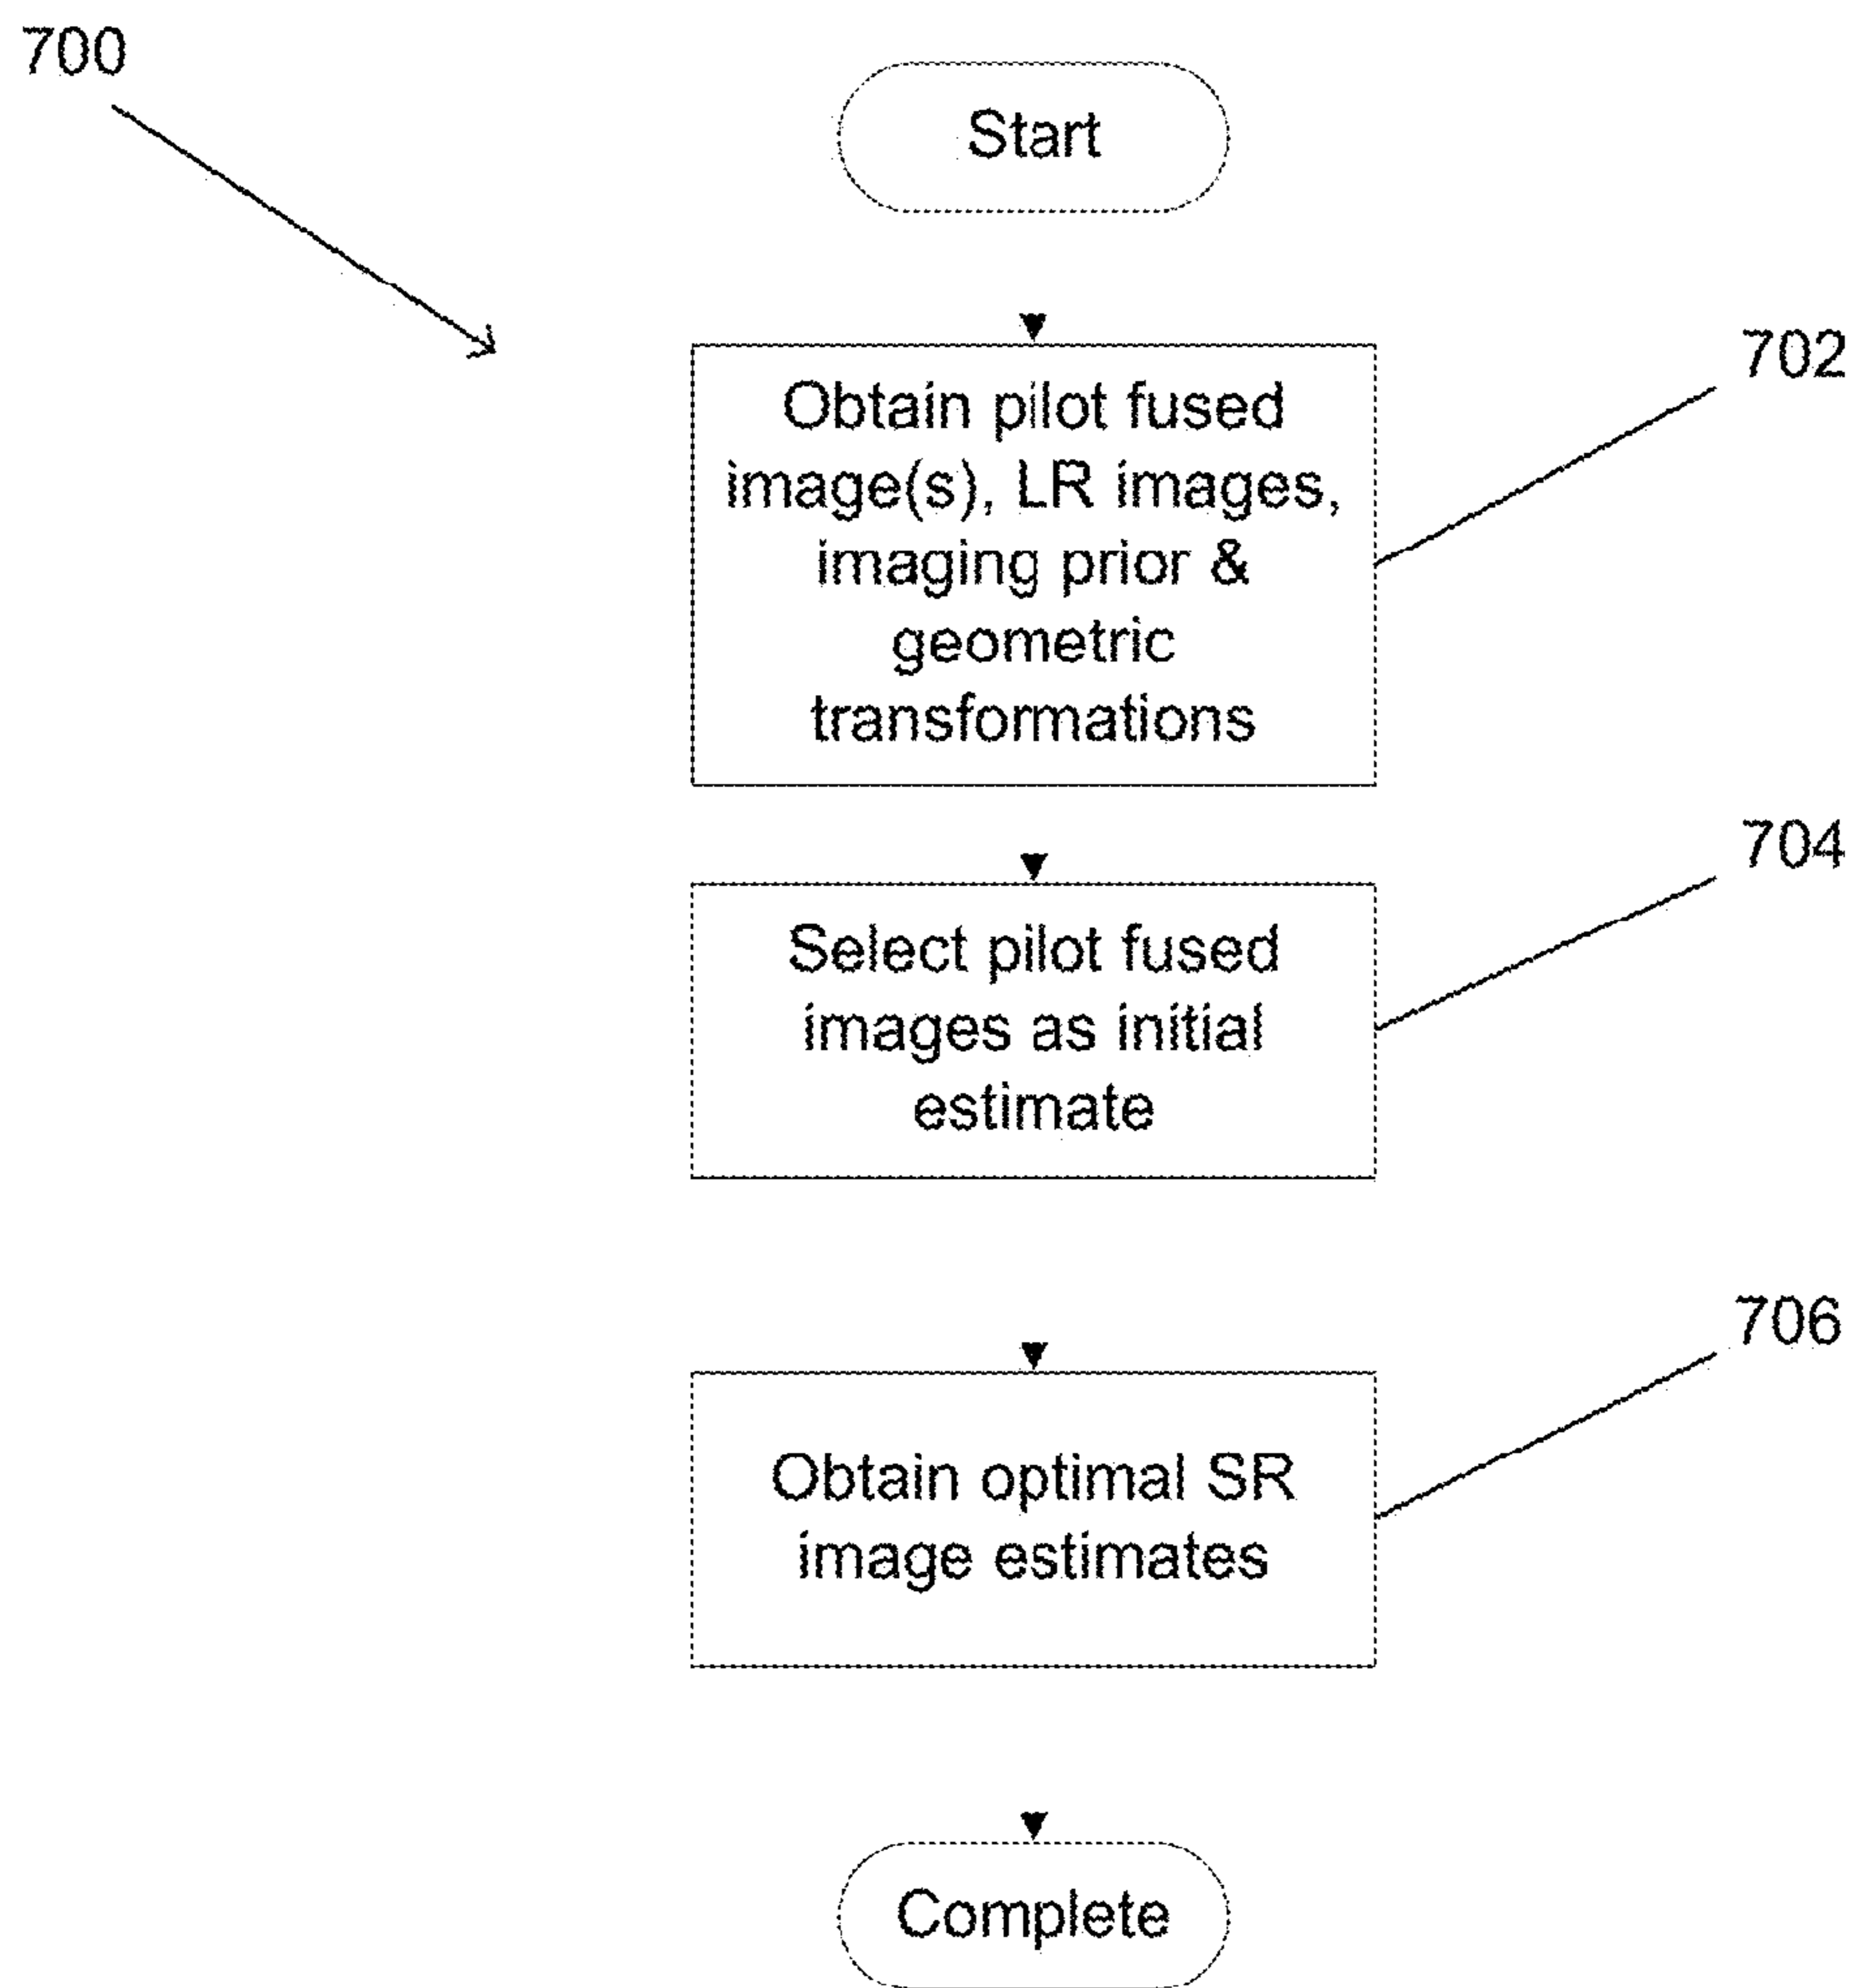 700
Start
702
Obtain pilot fused
image(s), LR images,
imaging prior &
geometric
transformations
704
Select pilot fused
images as initial
estimate
706
Obtain optimal SR
image estimates
Complete